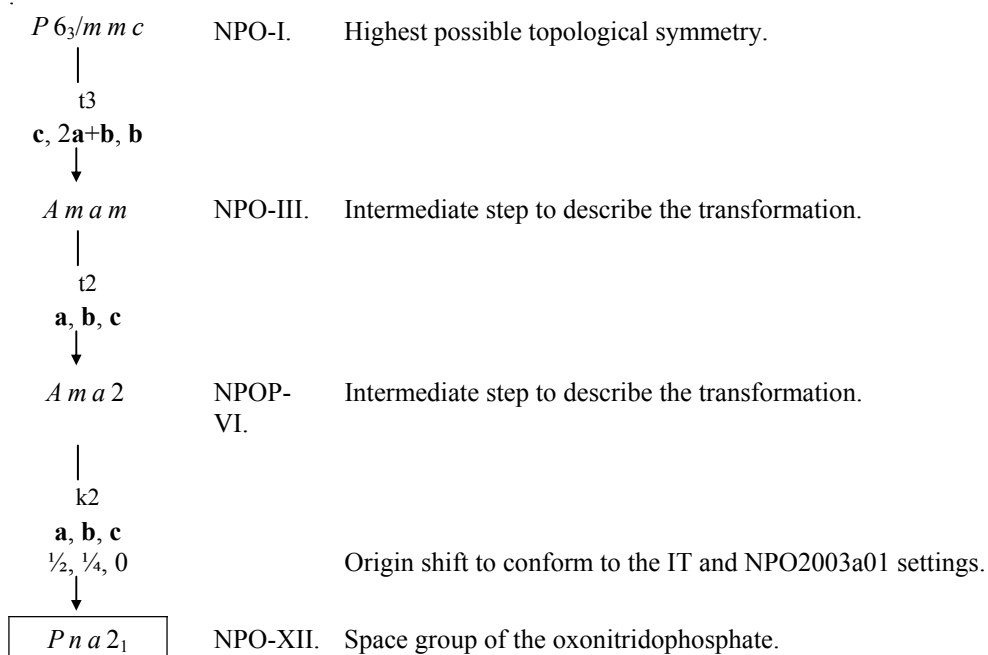 .
P 6₃/m m c NPO-I. Highest possible topological symmetry.
t3
c, 2a+b, b
A m a m NPO-III. Intermediate step to describe the transformation.
t2
a, b, c
A m a 2 NPOP-VI. Intermediate step to describe the transformation.
k2
a, b, c
½, ¼, 0 Origin shift to conform to the IT and NPO2003a01 settings.
P n a 2₁ NPO-XII. Space group of the oxonitridophosphate.